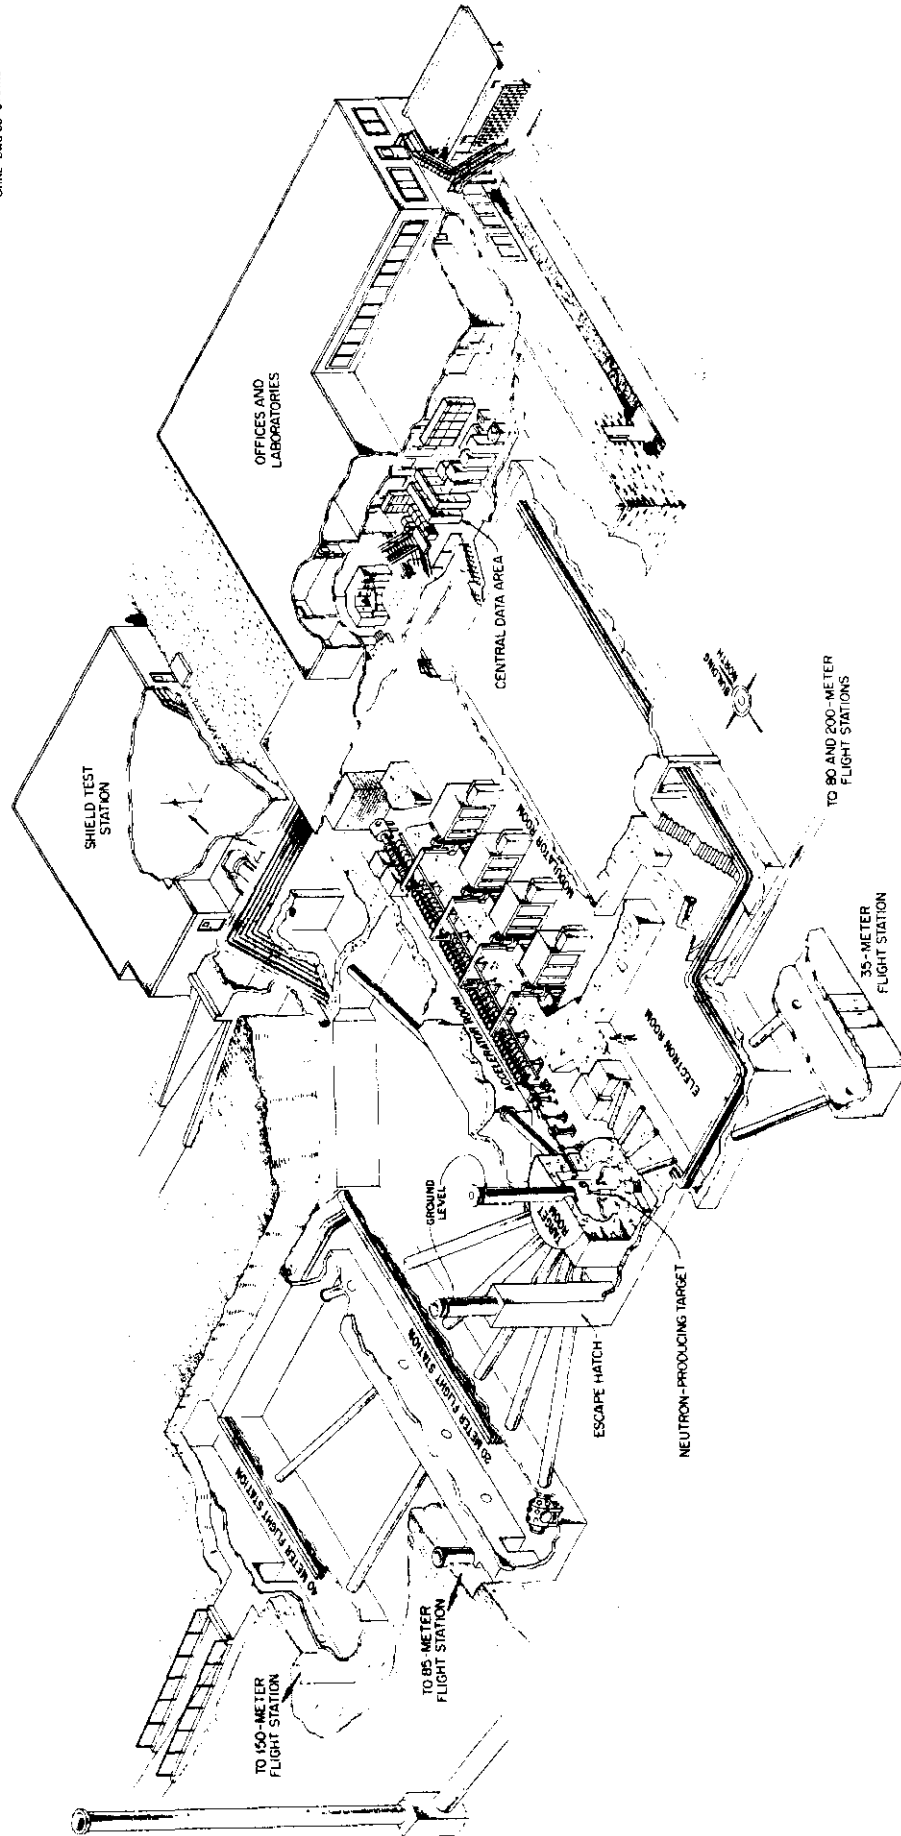 SHIELD TEST
STATION
OFFICES AND
LABORATORIES
CENTRAL DATA AREA
BUILDING
NORTH
MODULATOR ROOM
ACCELERATOR ROOM
ELECTRON ROOM
TO 80 AND 200-METER
FLIGHT STATIONS
35-METER
FLIGHT STATION
GROUND
LEVEL
TARGET
ROOM
NEUTRON-PRODUCING TARGET
ESCAPE HATCH
20 METER FLIGHT STATION
40 METER FLIGHT STATION
TO 85-METER
FLIGHT STATION
TO 150-METER
FLIGHT STATION